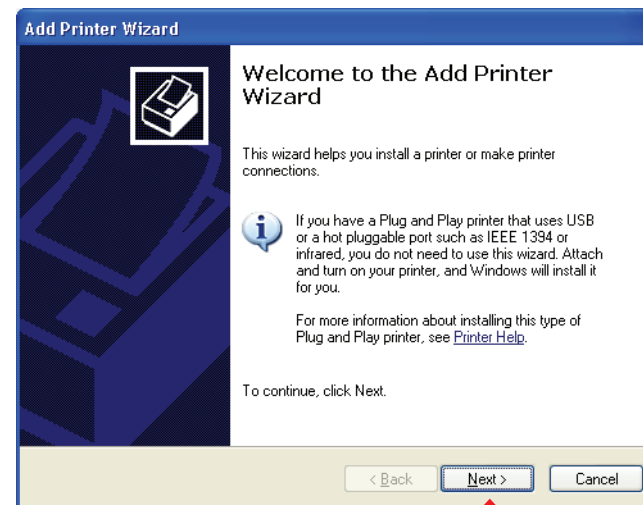 Add Printer Wizard
Welcome to the Add Printer
Wizard
This wizard helps you install a printer or make printer
connections.
If you have a Plug and Play printer that uses USB
or a hot pluggable port such as IEEE 1394 or
infrared, you do not need to use this wizard. Attach
and turn on your printer, and Windows will install it
for you.
For more information about installing this type of
Plug and Play printer, see Printer Help.
To continue, click Next.
< Back Next > Cancel